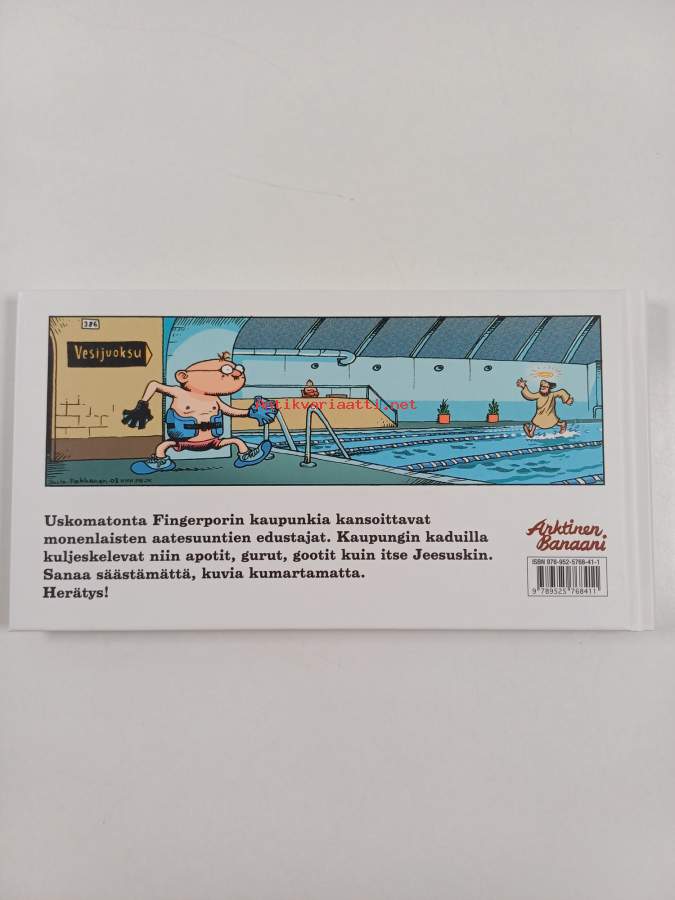 386
Vesijuoksu
Antikvariaatti.net
Uskomatonta Fingerporin kaupunkia kansoittavat
monenlaisten aatesuuntien edustajat. Kaupungin kaduilla
kuljeskelevat niin apotit, gurut, gootit kuin itse Jeesuskin.
Sanaa säästämättä, kuvia kumartamatta.
Herätys!
Arktinen
Banaani
ISBN 978-952-5768-41-1
9 789525 768411